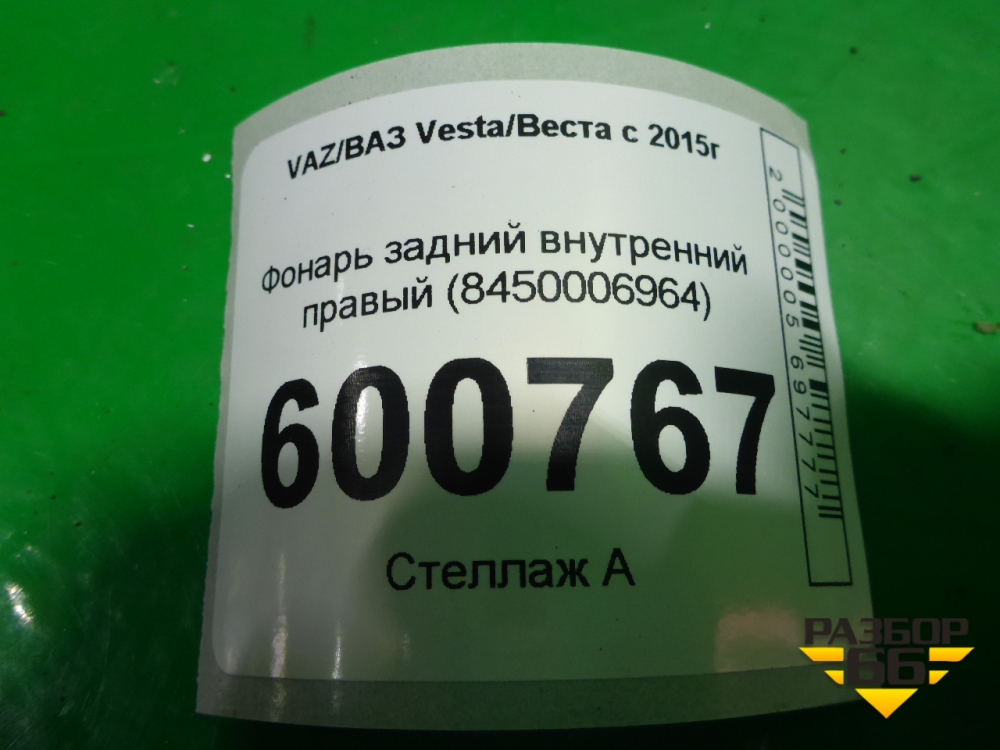 VAZ/ВАЗ Vesta/Веста с 2015г
Фонарь задний внутренний
правый (8450006964)
600767
Стеллаж А
2000005697777
РАЗБОР
66